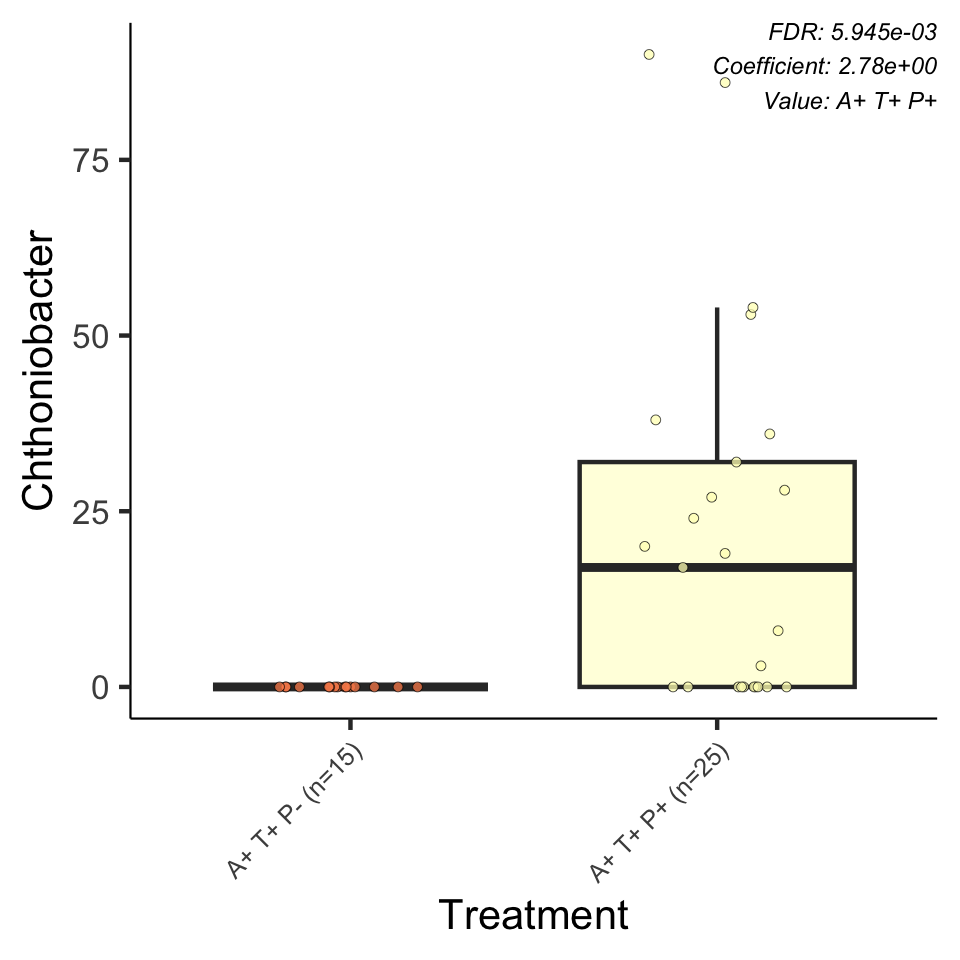 FDR: 5.945e-03
Coefficient: 2.78e+00
Value: A+ T+ P+
Chthoniobacter
75
50
25
0
A+ T+ P- (n=15)
A+ T+ P+ (n=25)
Treatment